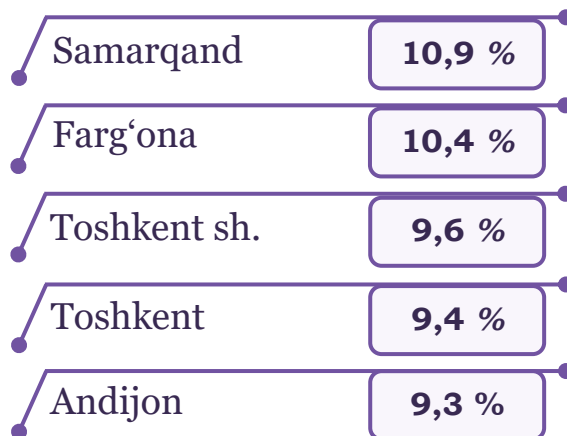 Samarqand 10,9 %
Farg‘ona 10,4 %
Toshkent sh. 9,6 %
Toshkent 9,4 %
Andijon 9,3 %